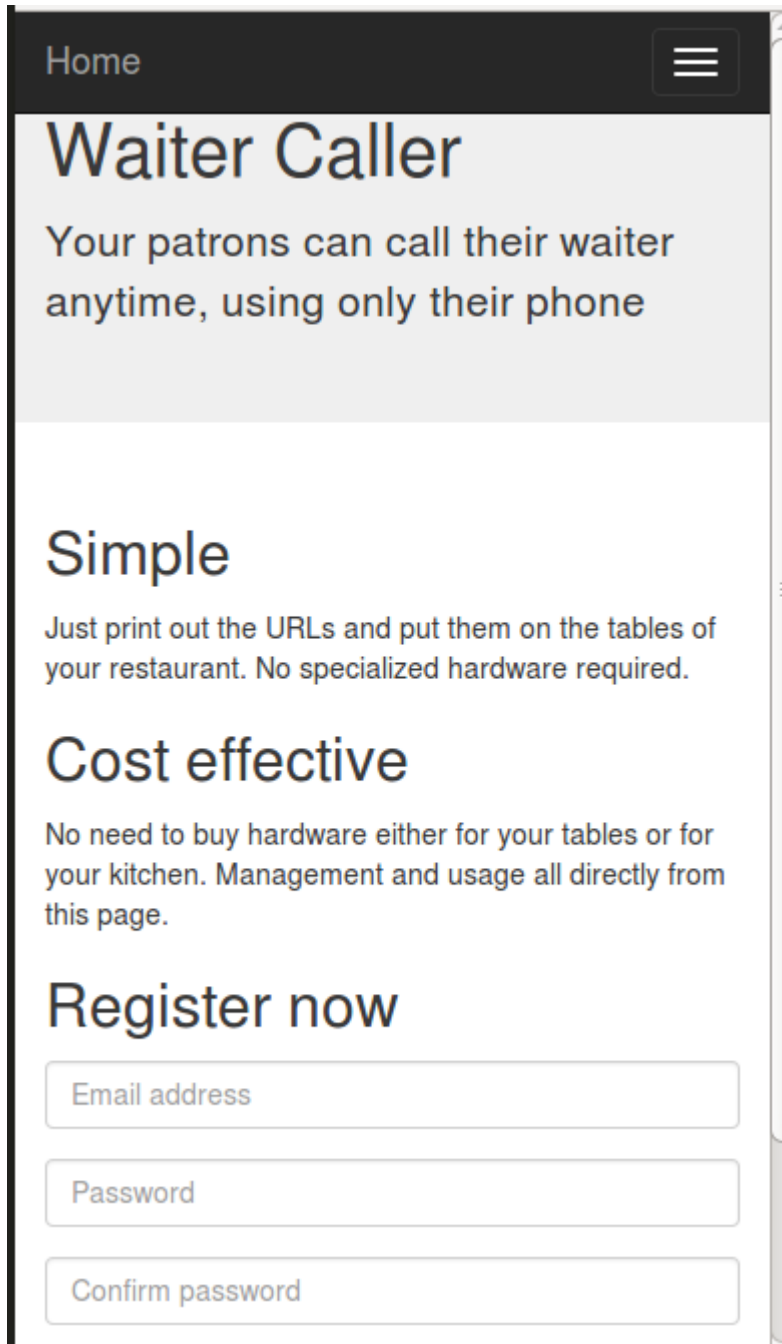 Home
Waiter Caller
Your patrons can call their waiter
anytime, using only their phone
Simple
Just print out the URLs and put them on the tables of
your restaurant. No specialized hardware required.
Cost effective
No need to buy hardware either for your tables or for
your kitchen. Management and usage all directly from
this page.
Register now
Email address
Password
Confirm password